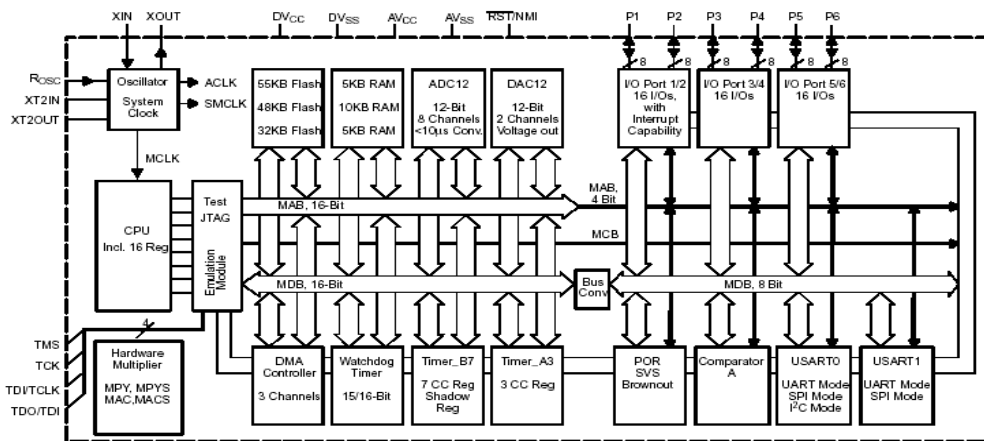 XIN XOUT DVCC DVSS AVCC AVSS RST/NMI P1 P2 P3 P4 P5 P6
8 8 8 8 8 8
ROSC
XT2IN
XT2OUT
Oscillator
System
Clock
ACLK
SMCLK
MCLK
55KB Flash
48KB Flash
32KB Flash
5KB RAM
10KB RAM
5KB RAM
ADC12
12-Bit
8 Channels
<10µs Conv.
DAC12
12-Bit
2 Channels
Voltage out
I/O Port 1/2
16 I/Os,
with
Interrupt
Capability
I/O Port 3/4
16 I/Os
I/O Port 5/6
16 I/Os
CPU
Incl. 16 Reg
Test
JTAG
Emulation
Module
MAB, 16-Bit
MAB,
4 Bit
MCB
MDB, 16-Bit
Bus
Conv
MDB, 8 Bit
4
TMS
TCK
TDI/TCLK
TDO/TDI
Hardware
Multiplier
MPY, MPYS
MAC,MACS
DMA
Controller
3 Channels
Watchdog
Timer
15/16-Bit
Timer_B7
7 CC Reg
Shadow
Reg
Timer_A3
3 CC Reg
POR
SVS
Brownout
Comparator
A
USART0
UART Mode
SPI Mode
I²C Mode
USART1
UART Mode
SPI Mode